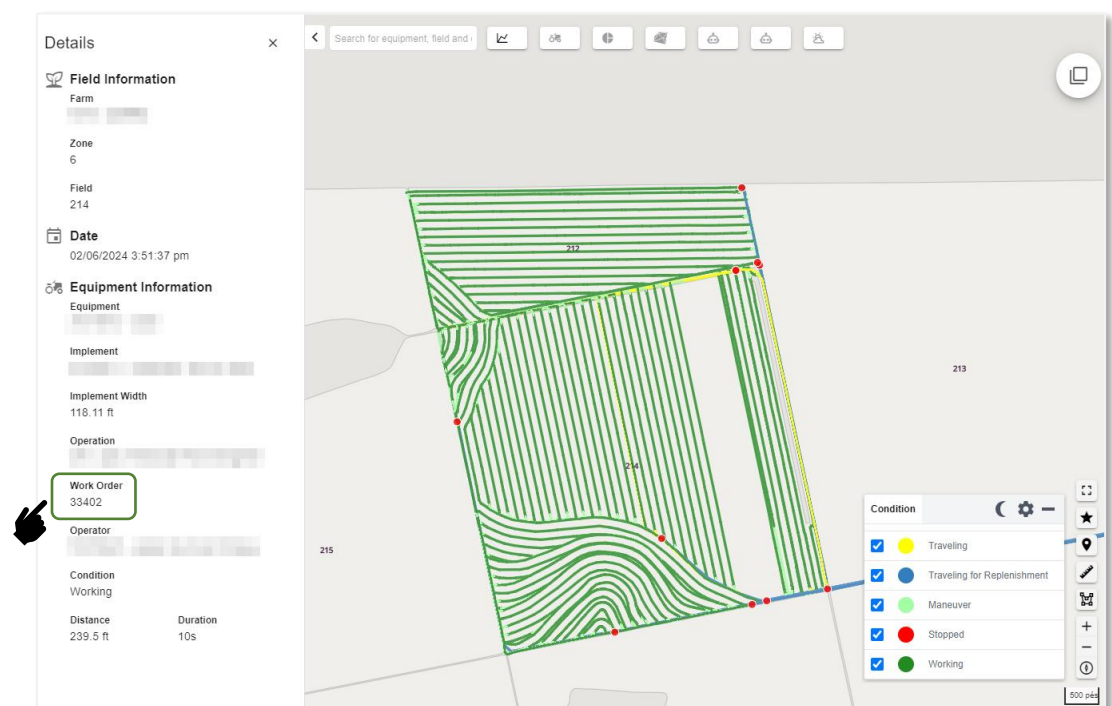 Details
Field Information
Farm
Zone
6
Field
214
Date
02/06/2024 3:51:37 pm
Equipment Information
Equipment
Implement
Implement Width
118.11 ft
Operation
Work Order
33402
Operator
Condition
Working
Distance Duration
239.5 ft 10s
Search for equipment, field and
212
213
214
215
Condition
Traveling
Traveling for Replenishment
Maneuver
Stopped
Working
500 pés